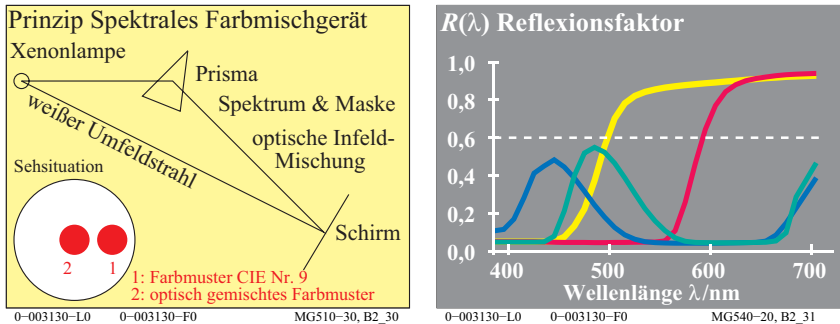 Prinzip Spektrales Farbmischgerät
Xenonlampe
Prisma
Spektrum & Maske
weißer Umfeldstrahl
optische Infeld-
Mischung
Sehsituation
Schirm
2 1
1: Farbmuster CIE Nr. 9
2: optisch gemischtes Farbmuster
0-003130-L0 0-003130-F0 MG510-30, B2_30
R(λ) Reflexionsfaktor
1,0
0,8
0,6
0,4
0,2
0,0
400 500 600 700
Wellenlänge λ/nm
0-003130-L0 0-003130-F0 MG540-20, B2_31